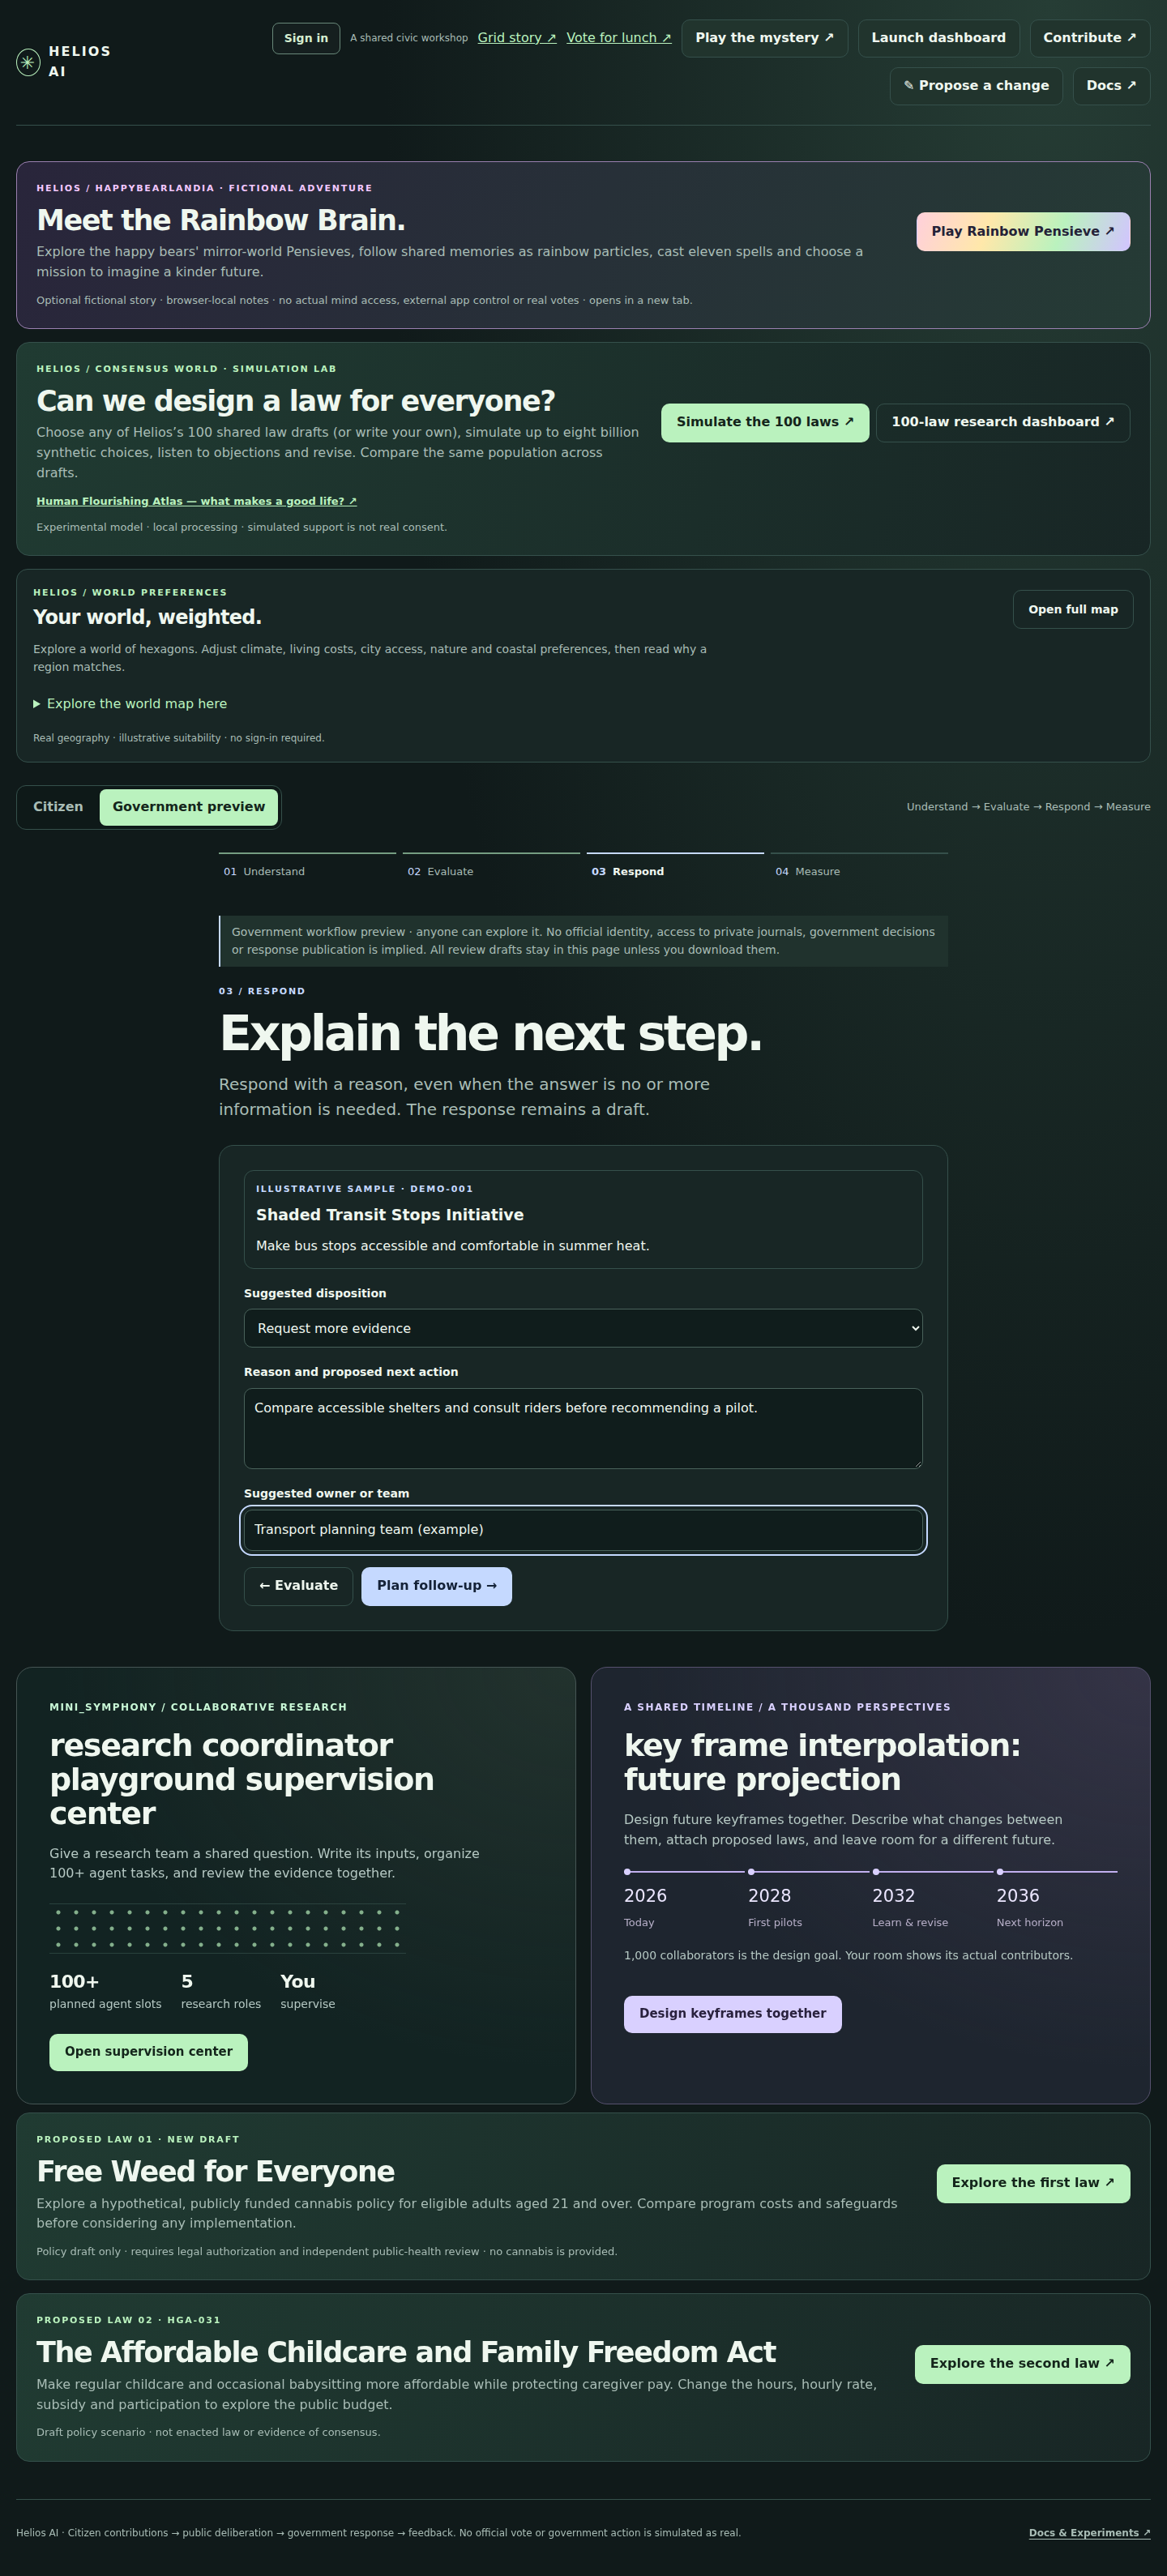 HELIOS
AI
Sign in
A shared civic workshop
Grid story ↗
Vote for lunch ↗
Play the mystery ↗
Launch dashboard
Contribute ↗
✎ Propose a change
Docs ↗
HELIOS / HAPPYBEARLANDIA · FICTIONAL ADVENTURE
Meet the Rainbow Brain.
Explore the happy bears' mirror-world Pensieves, follow shared memories as rainbow particles, cast eleven spells and choose a
mission to imagine a kinder future.
Optional fictional story · browser-local notes · no actual mind access, external app control or real votes · opens in a new tab.
Play Rainbow Pensieve ↗
HELIOS / CONSENSUS WORLD · SIMULATION LAB
Can we design a law for everyone?
Choose any of Helios’s 100 shared law drafts (or write your own), simulate up to eight billion
synthetic choices, listen to objections and revise. Compare the same population across
drafts.
Human Flourishing Atlas — what makes a good life? ↗
Experimental model · local processing · simulated support is not real consent.
Simulate the 100 laws ↗
100-law research dashboard ↗
HELIOS / WORLD PREFERENCES
Your world, weighted.
Explore a world of hexagons. Adjust climate, living costs, city access, nature and coastal preferences, then read why a
region matches.
Explore the world map here
Real geography · illustrative suitability · no sign-in required.
Open full map
Citizen
Government preview
Understand → Evaluate → Respond → Measure
01 Understand
02 Evaluate
03 Respond
04 Measure
Government workflow preview · anyone can explore it. No official identity, access to private journals, government decisions
or response publication is implied. All review drafts stay in this page unless you download them.
03 / RESPOND
Explain the next step.
Respond with a reason, even when the answer is no or more
information is needed. The response remains a draft.
ILLUSTRATIVE SAMPLE · DEMO-001
Shaded Transit Stops Initiative
Make bus stops accessible and comfortable in summer heat.
Suggested disposition
Request more evidence
Reason and proposed next action
Compare accessible shelters and consult riders before recommending a pilot.
Suggested owner or team
Transport planning team (example)
← Evaluate
Plan follow-up →
MINI_SYMPHONY / COLLABORATIVE RESEARCH
research coordinator
playground supervision
center
Give a research team a shared question. Write its inputs, organize
100+ agent tasks, and review the evidence together.
100+
planned agent slots
5
research roles
You
supervise
Open supervision center
A SHARED TIMELINE / A THOUSAND PERSPECTIVES
key frame interpolation:
future projection
Design future keyframes together. Describe what changes between
them, attach proposed laws, and leave room for a different future.
2026
Today
2028
First pilots
2032
Learn & revise
2036
Next horizon
1,000 collaborators is the design goal. Your room shows its actual contributors.
Design keyframes together
PROPOSED LAW 01 · NEW DRAFT
Free Weed for Everyone
Explore a hypothetical, publicly funded cannabis policy for eligible adults aged 21 and over. Compare program costs and safeguards
before considering any implementation.
Policy draft only · requires legal authorization and independent public-health review · no cannabis is provided.
Explore the first law ↗
PROPOSED LAW 02 · HGA-031
The Affordable Childcare and Family Freedom Act
Make regular childcare and occasional babysitting more affordable while protecting caregiver pay. Change the hours, hourly rate,
subsidy and participation to explore the public budget.
Draft policy scenario · not enacted law or evidence of consensus.
Explore the second law ↗
Helios AI · Citizen contributions → public deliberation → government response → feedback. No official vote or government action is simulated as real.
Docs & Experiments ↗